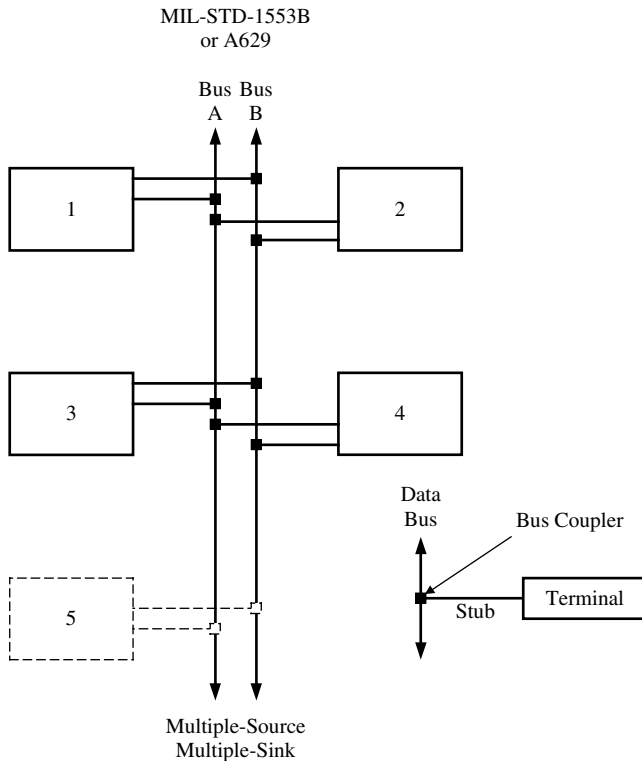 MIL-STD-1553B
or A629
Bus Bus
A B
1
2
3
4
Data
Bus
Bus Coupler
Stub
Terminal
5
Multiple-Source
Multiple-Sink